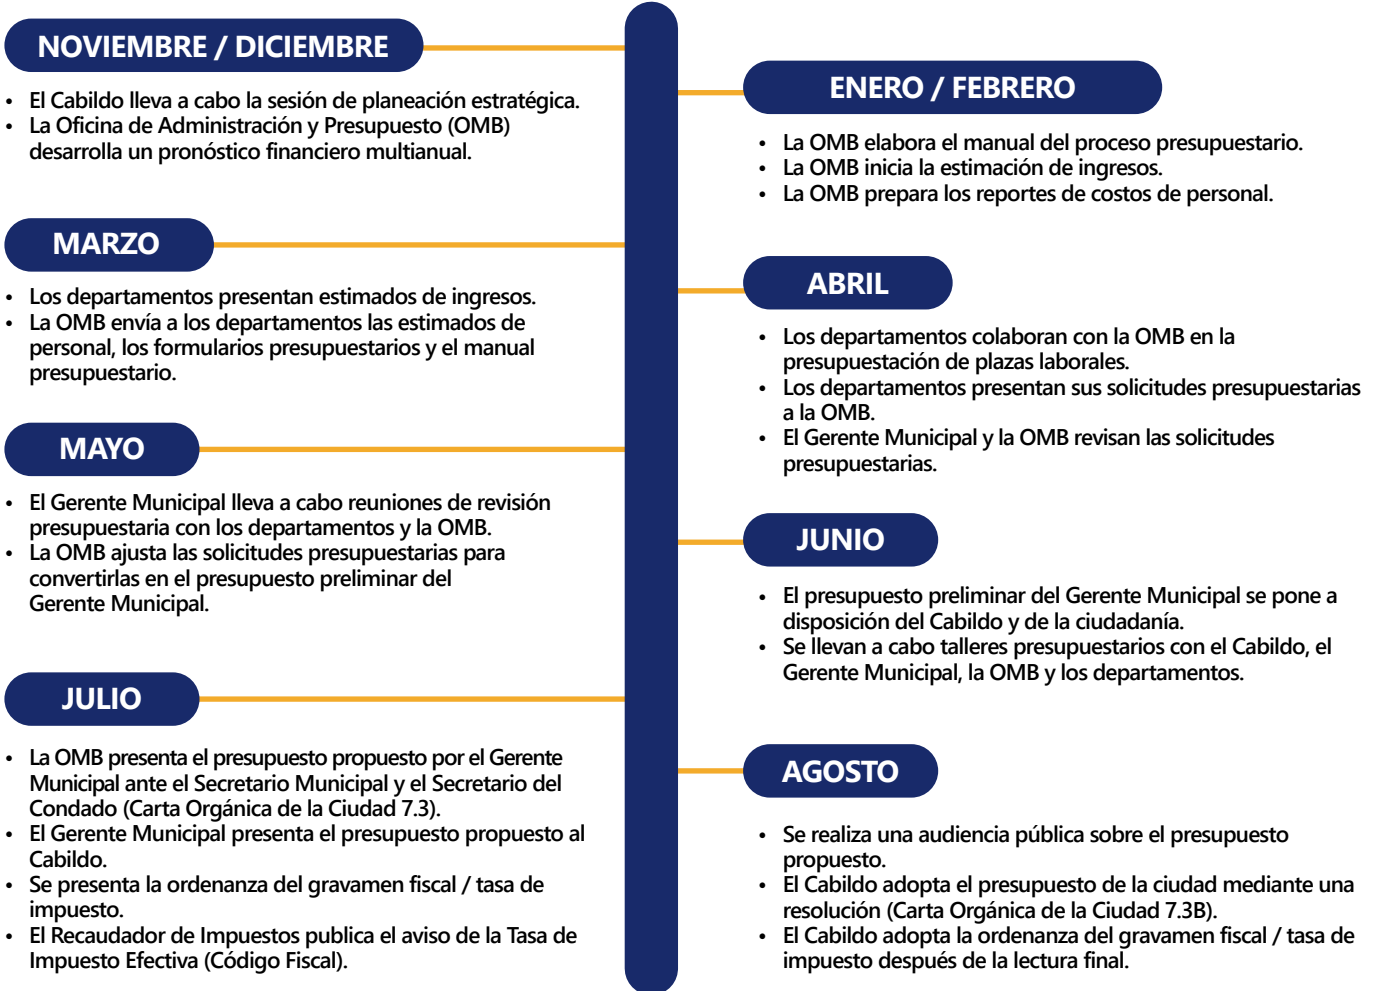 NOVIEMBRE / DICIEMBRE
• El Cabildo lleva a cabo la sesión de planeación estratégica.
• La Oficina de Administración y Presupuesto (OMB)
desarrolla un pronóstico financiero multianual.
ENERO / FEBRERO
• La OMB elabora el manual del proceso presupuestario.
• La OMB inicia la estimación de ingresos.
• La OMB prepara los reportes de costos de personal.
MARZO
• Los departamentos presentan estimados de ingresos.
• La OMB envía a los departamentos las estimados de
personal, los formularios presupuestarios y el manual
presupuestario.
ABRIL
• Los departamentos colaboran con la OMB en la
presupuestación de plazas laborales.
• Los departamentos presentan sus solicitudes presupuestarias
a la OMB.
• El Gerente Municipal y la OMB revisan las solicitudes
presupuestarias.
MAYO
• El Gerente Municipal lleva a cabo reuniones de revisión
presupuestaria con los departamentos y la OMB.
• La OMB ajusta las solicitudes presupuestarias para
convertirlas en el presupuesto preliminar del
Gerente Municipal.
JUNIO
• El presupuesto preliminar del Gerente Municipal se pone a
disposición del Cabildo y de la ciudadanía.
• Se llevan a cabo talleres presupuestarios con el Cabildo, el
Gerente Municipal, la OMB y los departamentos.
JULIO
• La OMB presenta el presupuesto propuesto por el Gerente
Municipal ante el Secretario Municipal y el Secretario del
Condado (Carta Orgánica de la Ciudad 7.3).
• El Gerente Municipal presenta el presupuesto propuesto al
Cabildo.
• Se presenta la ordenanza del gravamen fiscal / tasa de
impuesto.
• El Recaudador de Impuestos publica el aviso de la Tasa de
Impuesto Efectiva (Código Fiscal).
AGOSTO
• Se realiza una audiencia pública sobre el presupuesto
propuesto.
• El Cabildo adopta el presupuesto de la ciudad mediante una
resolución (Carta Orgánica de la Ciudad 7.3B).
• El Cabildo adopta la ordenanza del gravamen fiscal / tasa de
impuesto después de la lectura final.